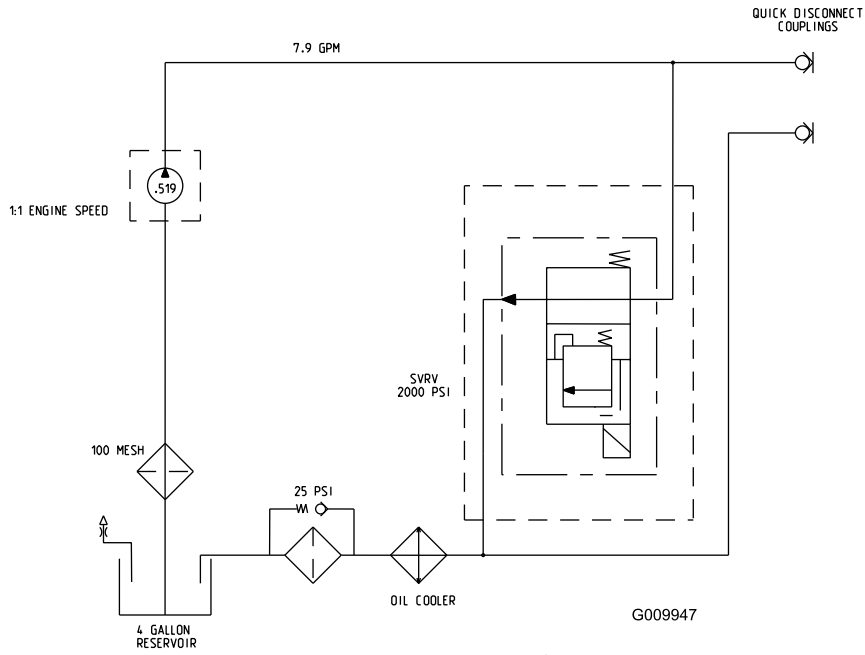 QUICK DISCONNECT
COUPLINGS
7.9 GPM
.519
1:1 ENGINE SPEED
SVRV
2000 PSI
100 MESH
25 PSI
OIL COOLER
G009947
4 GALLON
RESERVOIR